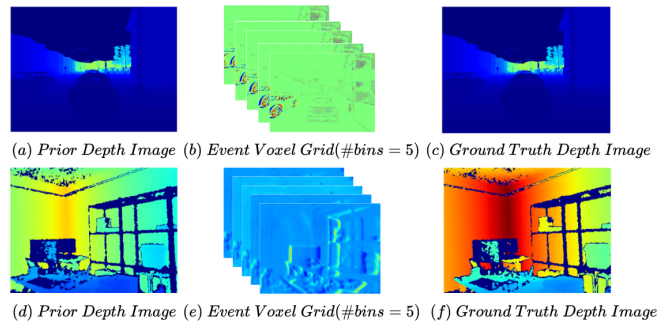 (a) Prior Depth Image (b) Event Voxel Grid(#bins = 5) (c) Ground Truth Depth Image
(d) Prior Depth Image (e) Event Voxel Grid(#bins = 5) (f) Ground Truth Depth Image